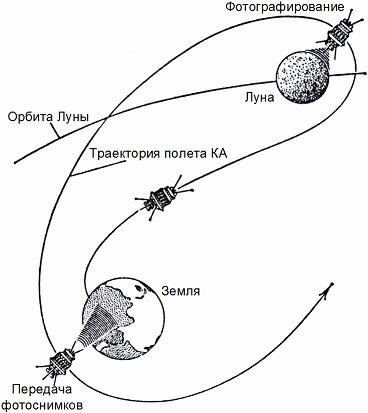 Фотографирование
Луна
Орбита Луны
Траектория полета КА
Земля
Передача
фотоснимков